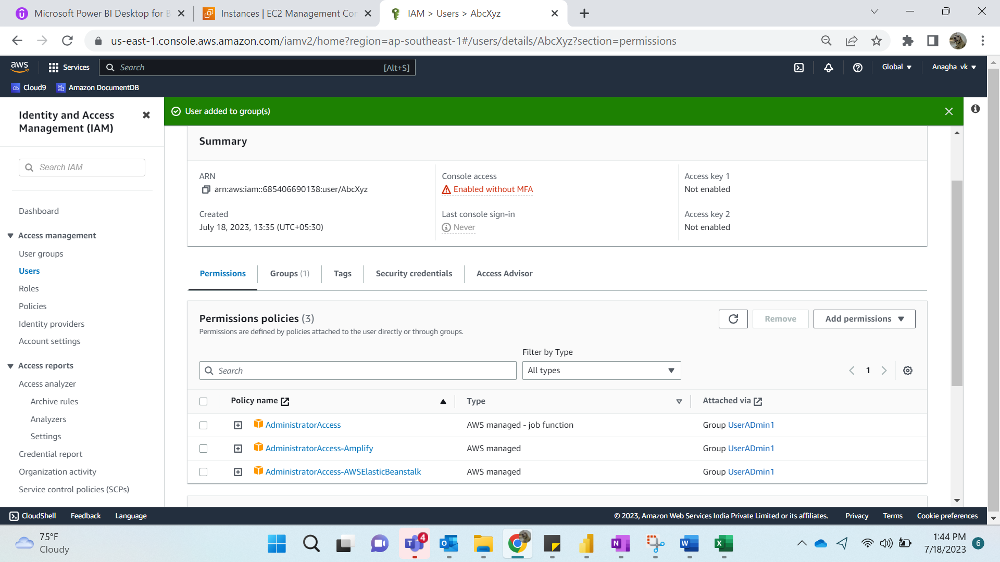 Microsoft Power BI Desktop for B
Instances | EC2 Management Con
IAM > Users > AbcXyz
us-east-1.console.aws.amazon.com/iamv2/home?region=ap-southeast-1#/users/details/AbcXyz?section=permissions
aws
Services
Search
[Alt+S]
Global
Anagha_vk
Cloud9
Amazon DocumentDB
Identity and Access
Management (IAM)
User added to group(s)
Search IAM
Dashboard
Access management
User groups
Users
Roles
Policies
Identity providers
Account settings
Access reports
Access analyzer
Archive rules
Analyzers
Settings
Credential report
Organization activity
Service control policies (SCPs)
Summary
ARN
arn:aws:iam::685406690138:user/AbcXyz
Console access
Enabled without MFA
Access key 1
Not enabled
Created
July 18, 2023, 13:35 (UTC+05:30)
Last console sign-in
Never
Access key 2
Not enabled
Permissions
Groups (1)
Tags
Security credentials
Access Advisor
Permissions policies (3)
Permissions are defined by policies attached to the user directly or through groups.
Remove
Add permissions
Filter by Type
Search
All types
1
Policy name
Type
Attached via
AdministratorAccess
AWS managed - job function
Group UserADmin1
AdministratorAccess-Amplify
AWS managed
Group UserADmin1
AdministratorAccess-AWSElasticBeanstalk
AWS managed
Group UserADmin1
CloudShell
Feedback
Language
© 2023, Amazon Web Services India Private Limited or its affiliates.
Privacy
Terms
Cookie preferences
75°F
Cloudy
4
1:44 PM
7/18/2023
6